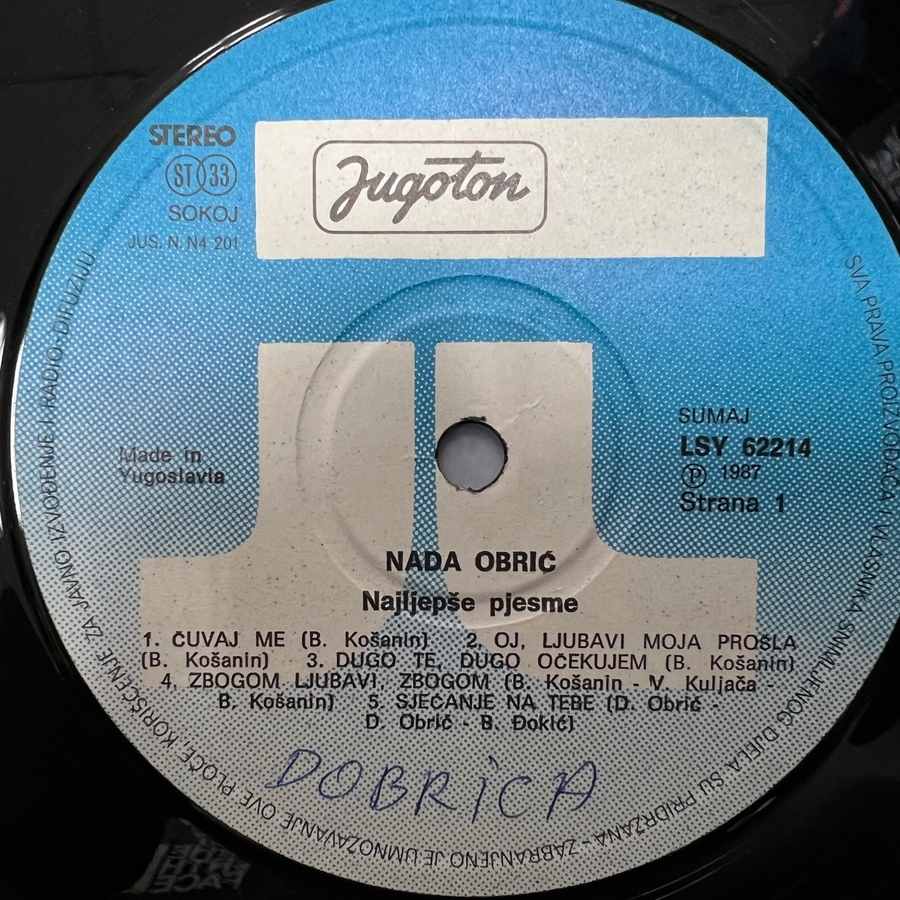 STEREO
ST 33
SOKOJ
JUS. N. N4 201
Jugoton
Made in
Yugoslavia
SUMAJ
LSY 62214
Ⓟ 1987
Strana 1
NADA OBRIĆ
Najljepše pjesme
1. ČUVAJ ME (B. Košanin) 2. OJ, LJUBAVI MOJA PROŠLA
(B. Košanin) 3. DUGO TE, DUGO OČEKUJEM (B. Košanin)
4. ZBOGOM LJUBAVI, ZBOGOM (B. Košanin - V. Kuljača -
B. Košanin) 5. SJEĆANJE NA TEBE (D. Obrić -
D. Obrić - B. Đokić)
DOBRICA
SVA PRAVA PROIZVOĐAČA I VLASNIKA SNIMLJENOG DJELA SU PRIDRŽANA - ZABRANJENO JE UMNOŽAVANJE OVE PLOČE, KORIŠĆENJE ZA JAVNO IZVOĐENJE I RADIO-DIFUZIJU